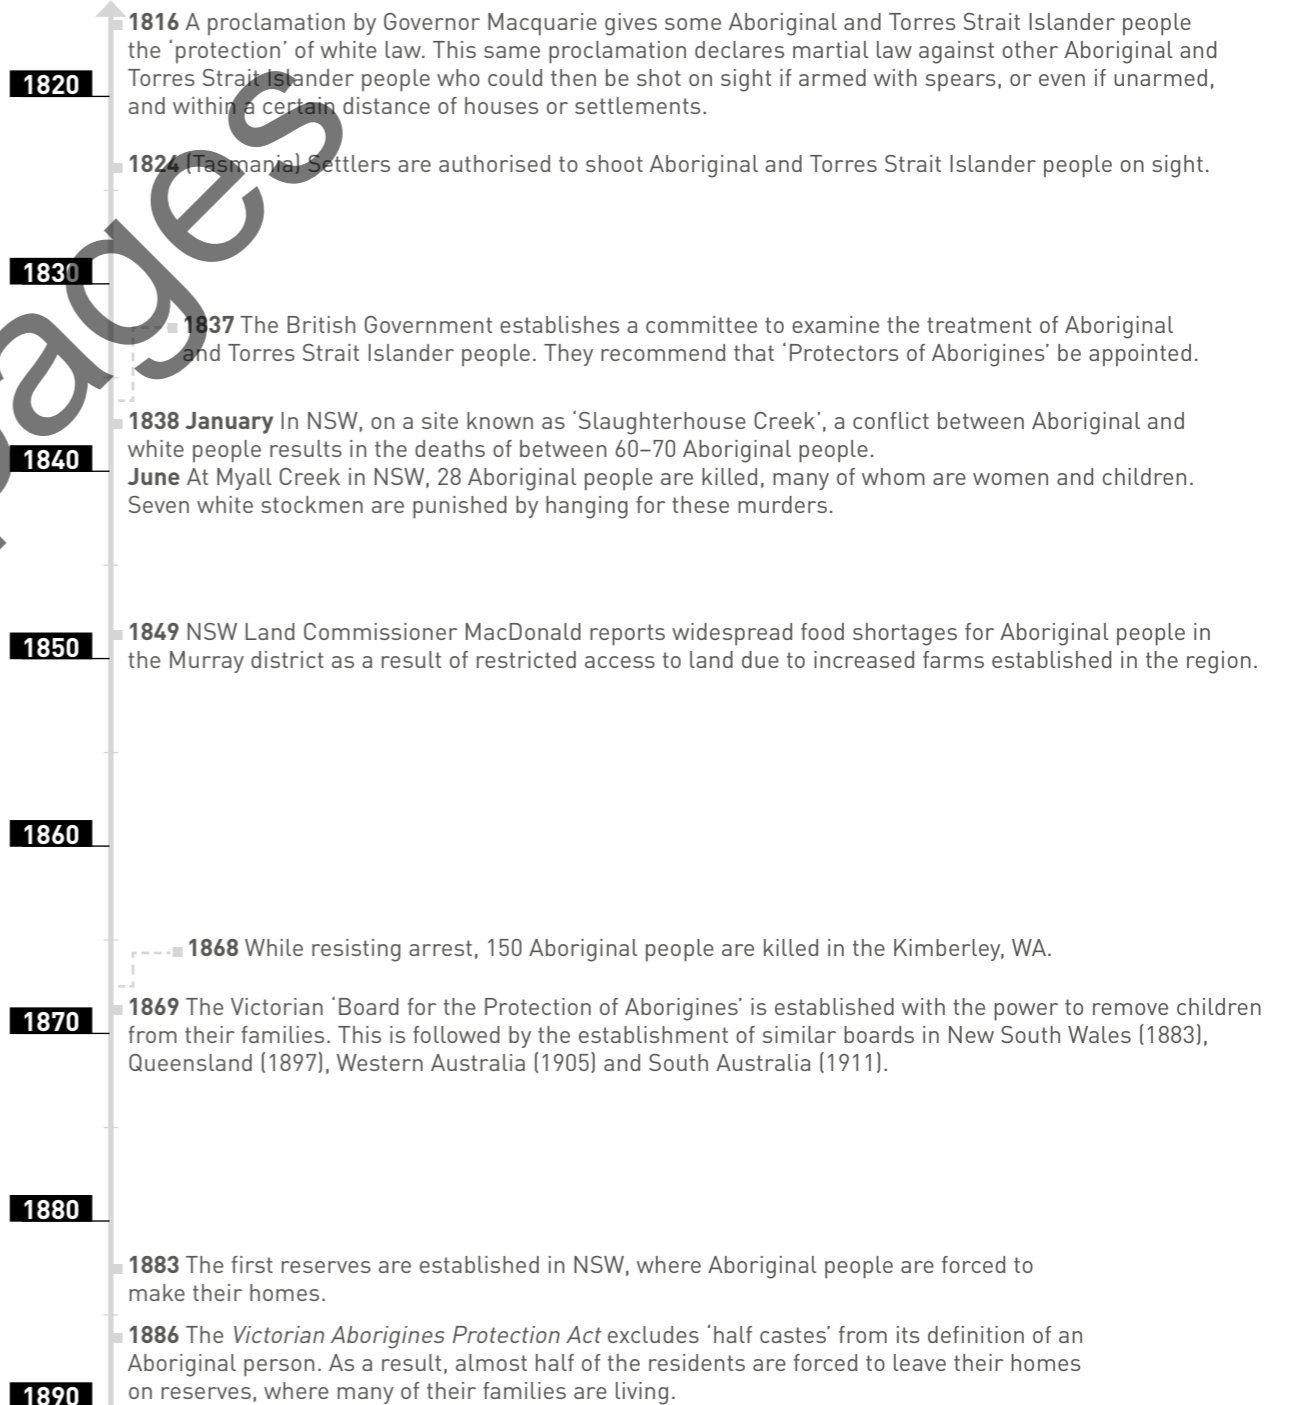 1816 A proclamation by Governor Macquarie gives some Aboriginal and Torres Strait Islander people
the ‘protection’ of white law. This same proclamation declares martial law against other Aboriginal and
1820
Torres Strait Islander people who could then be shot on sight if armed with spears, or even if unarmed,
and within a certain distance of houses or settlements.
1824 (Tasmania) Settlers are authorised to shoot Aboriginal and Torres Strait Islander people on sight.
1830
1837 The British Government establishes a committee to examine the treatment of Aboriginal
and Torres Strait Islander people. They recommend that ‘Protectors of Aborigines’ be appointed.
1838 January In NSW, on a site known as ‘Slaughterhouse Creek’, a conflict between Aboriginal and
white people results in the deaths of between 60–70 Aboriginal people.
1840
June At Myall Creek in NSW, 28 Aboriginal people are killed, many of whom are women and children.
Seven white stockmen are punished by hanging for these murders.
1849 NSW Land Commissioner MacDonald reports widespread food shortages for Aboriginal people in
1850
the Murray district as a result of restricted access to land due to increased farms established in the region.
1860
1868 While resisting arrest, 150 Aboriginal people are killed in the Kimberley, WA.
1869 The Victorian ‘Board for the Protection of Aborigines’ is established with the power to remove children
1870
from their families. This is followed by the establishment of similar boards in New South Wales (1883),
Queensland (1897), Western Australia (1905) and South Australia (1911).
1880
1883 The first reserves are established in NSW, where Aboriginal people are forced to
make their homes.
1886 The Victorian Aborigines Protection Act excludes ‘half castes’ from its definition of an
Aboriginal person. As a result, almost half of the residents are forced to leave their homes
1890
on reserves, where many of their families are living.
ages